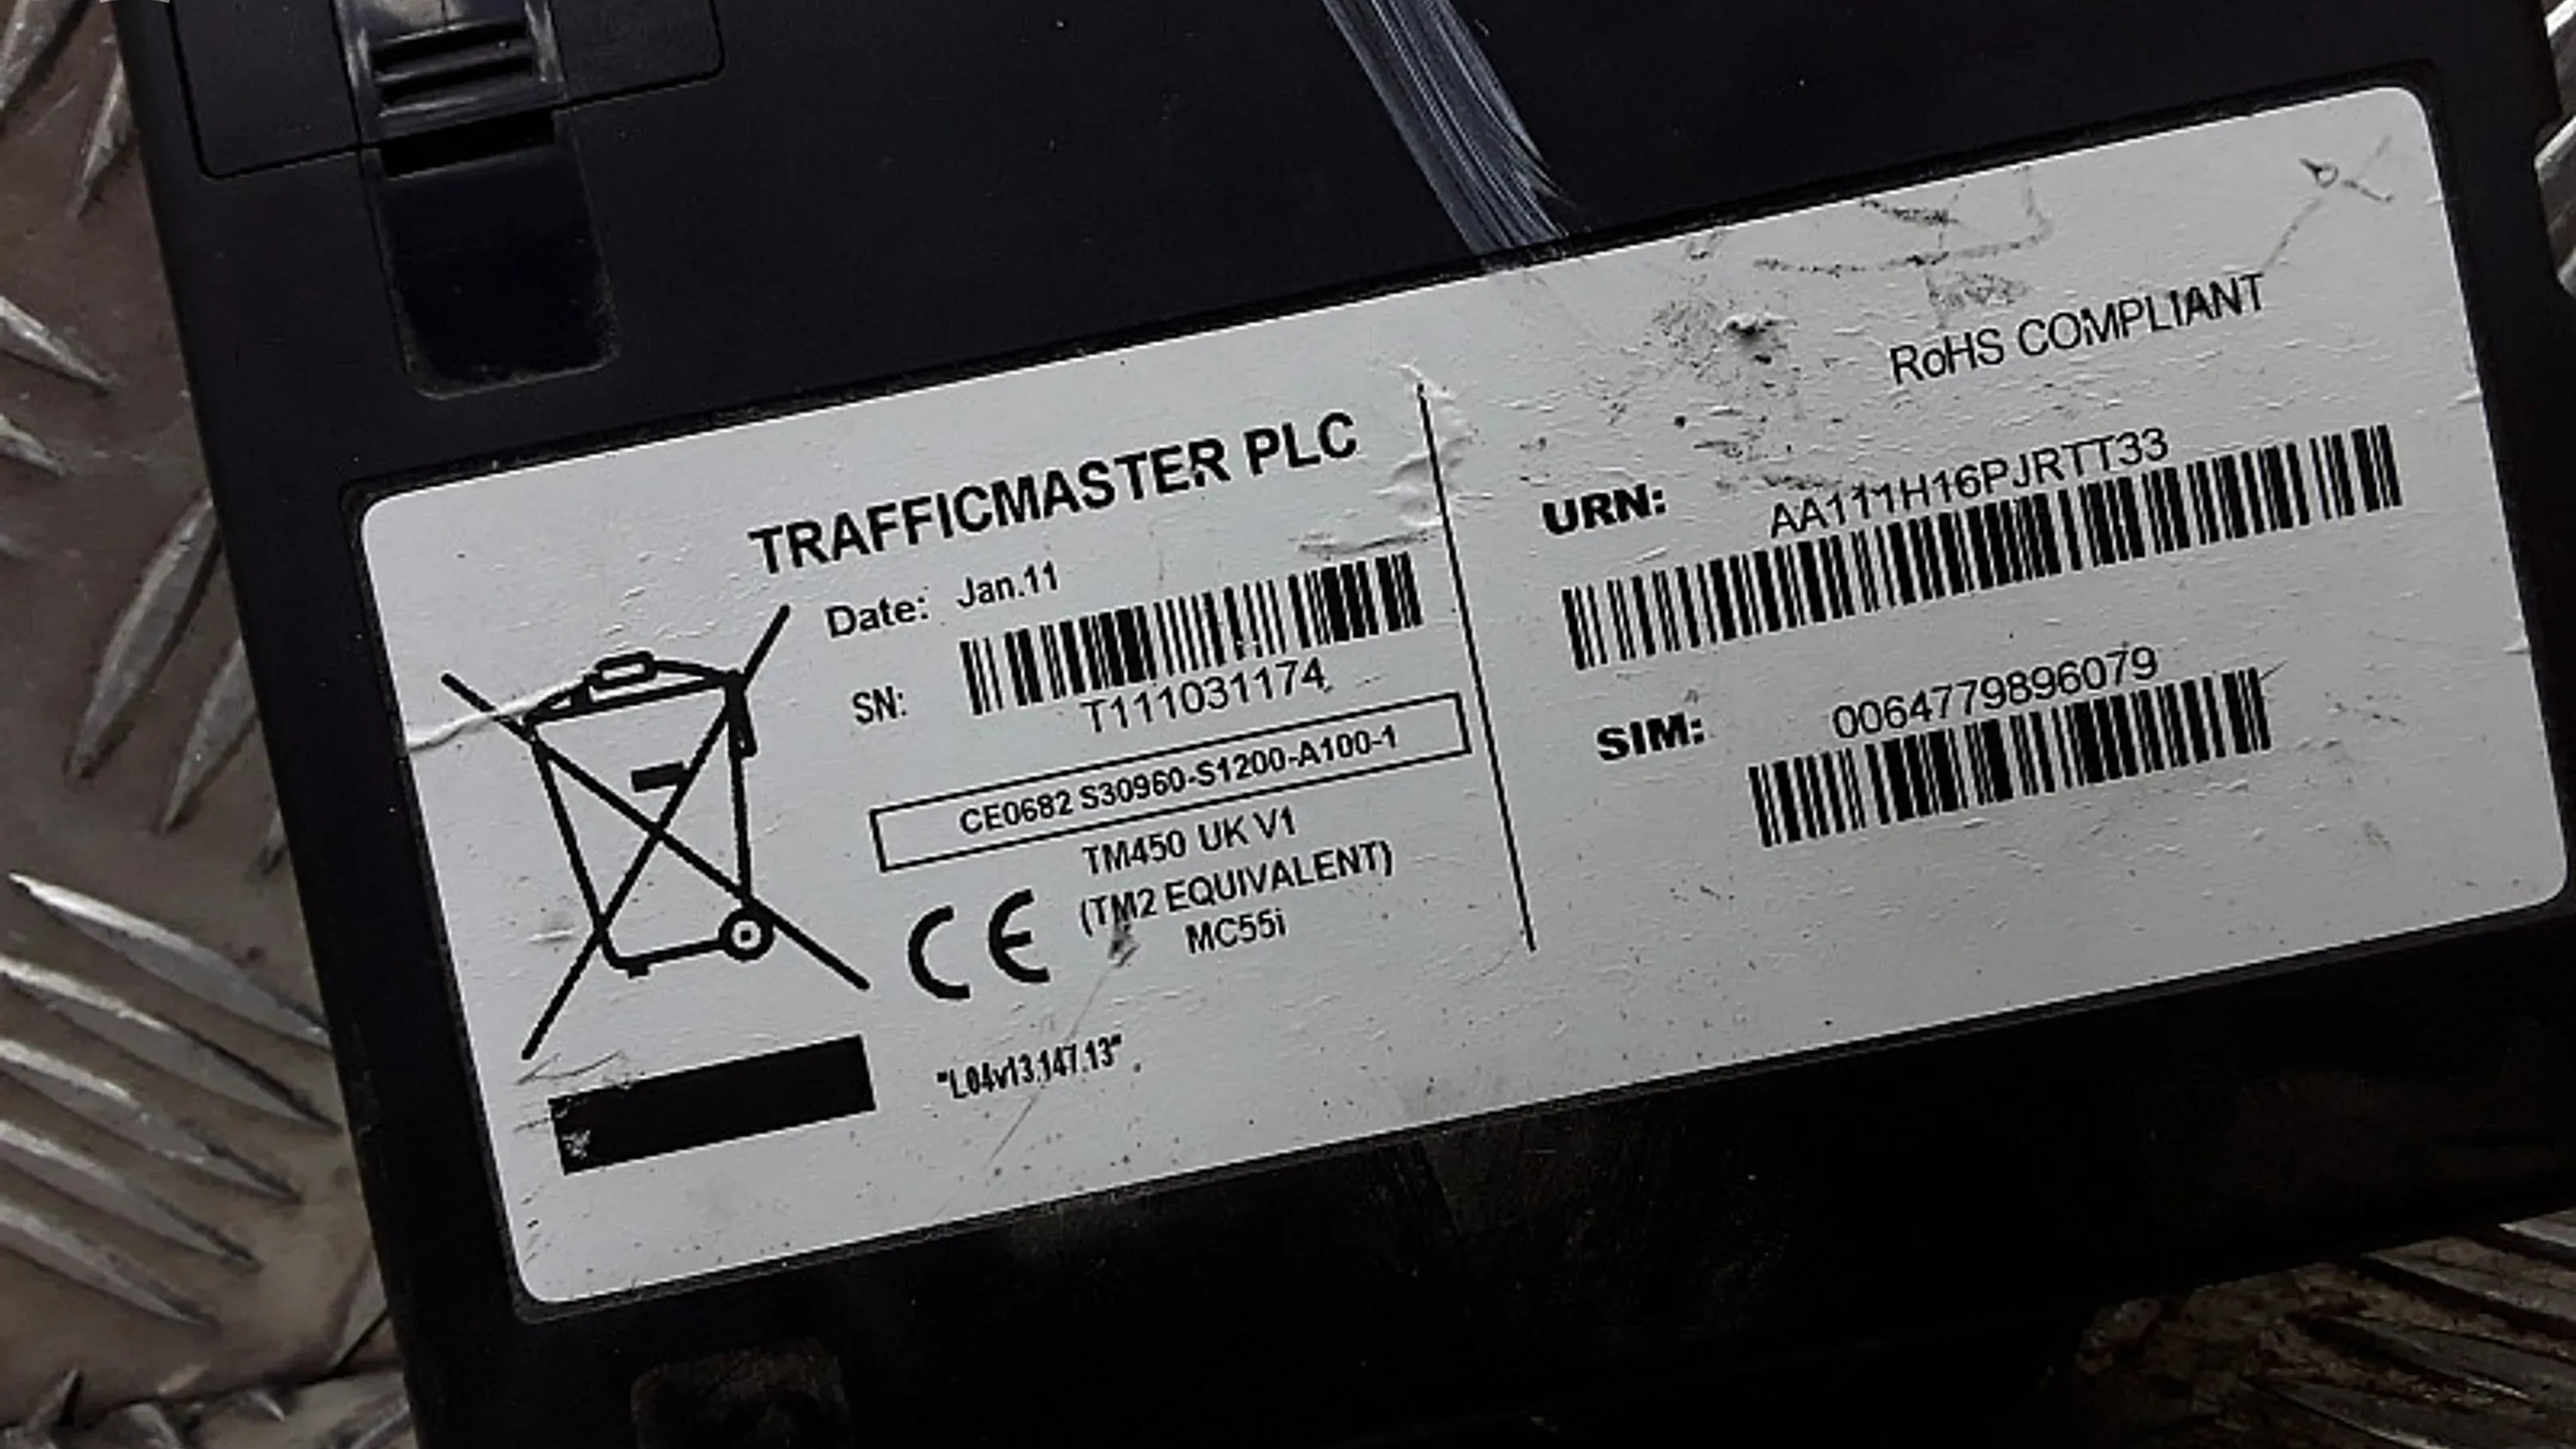 TRAFFICMASTER PLC
Date: Jan.11
SN:
T111031174
CE0682 S30960-S1200-A100-1
TM450 UK V1
(TM2 EQUIVALENT)
MC55i
CE
"L04v13.147.13"
RoHS COMPLIANT
URN: AA111H16PJRTT33
SIM: 0064779896079